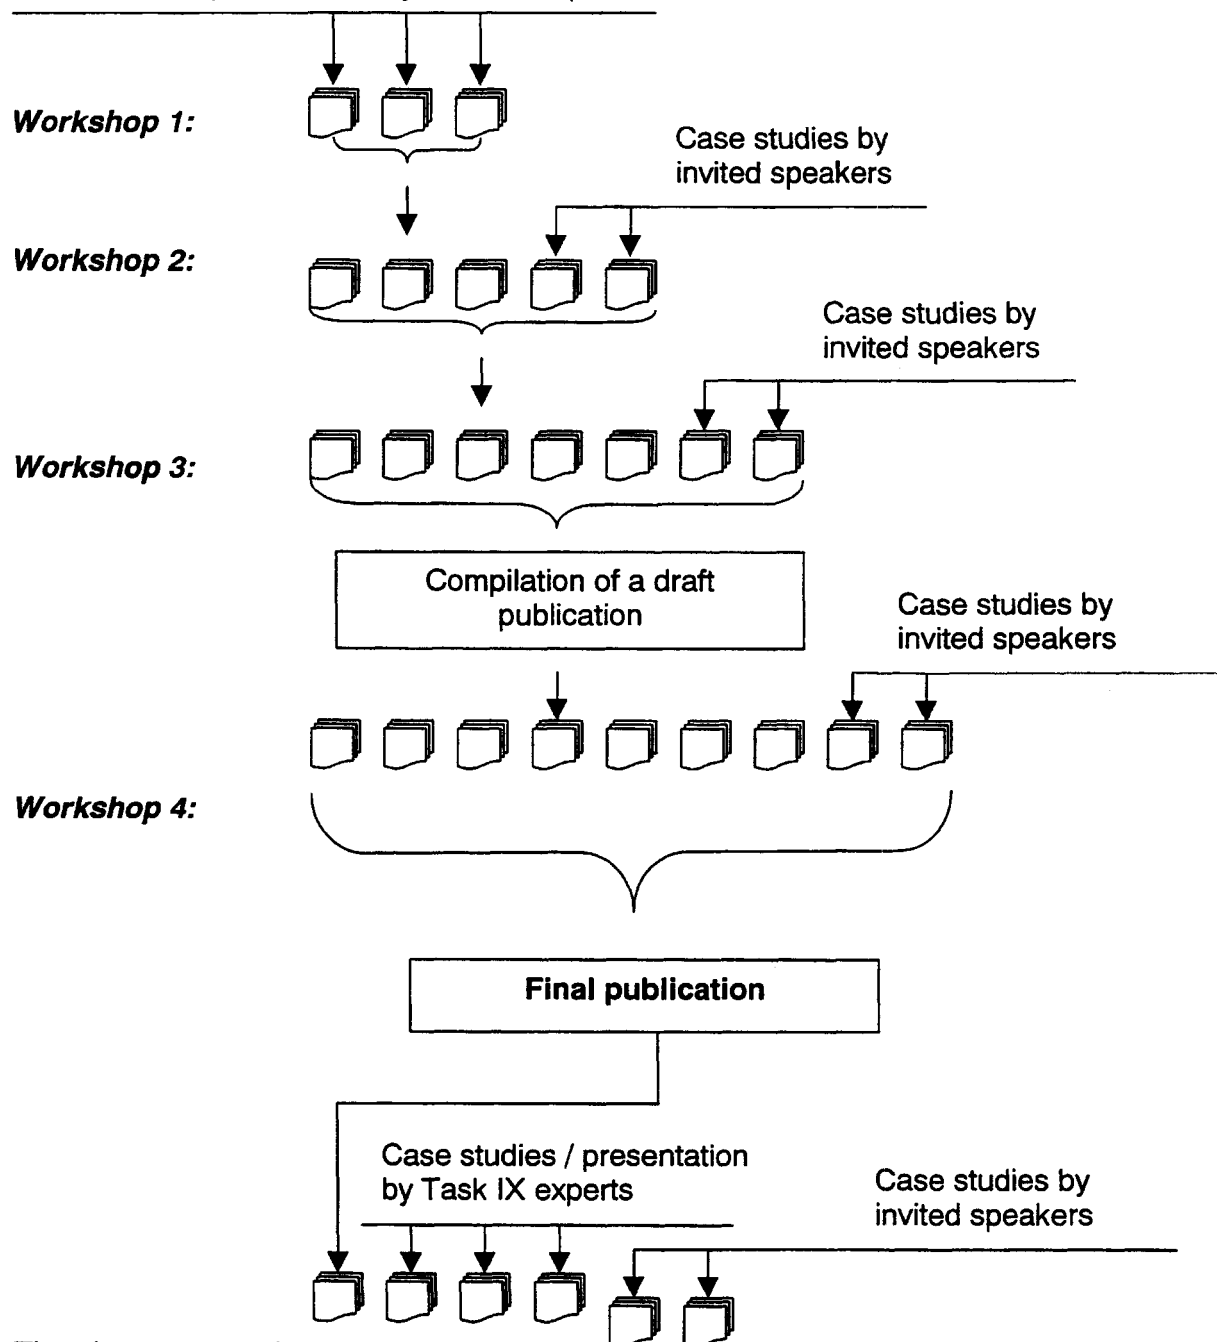 Workshop 1:
Case studies by
invited speakers
Workshop 2:
Case studies by
invited speakers
Workshop 3:
Compilation of a draft
publication
Case studies by
invited speakers
Workshop 4:
Final publication
Case studies / presentation
by Task IX experts
Case studies by
invited speakers